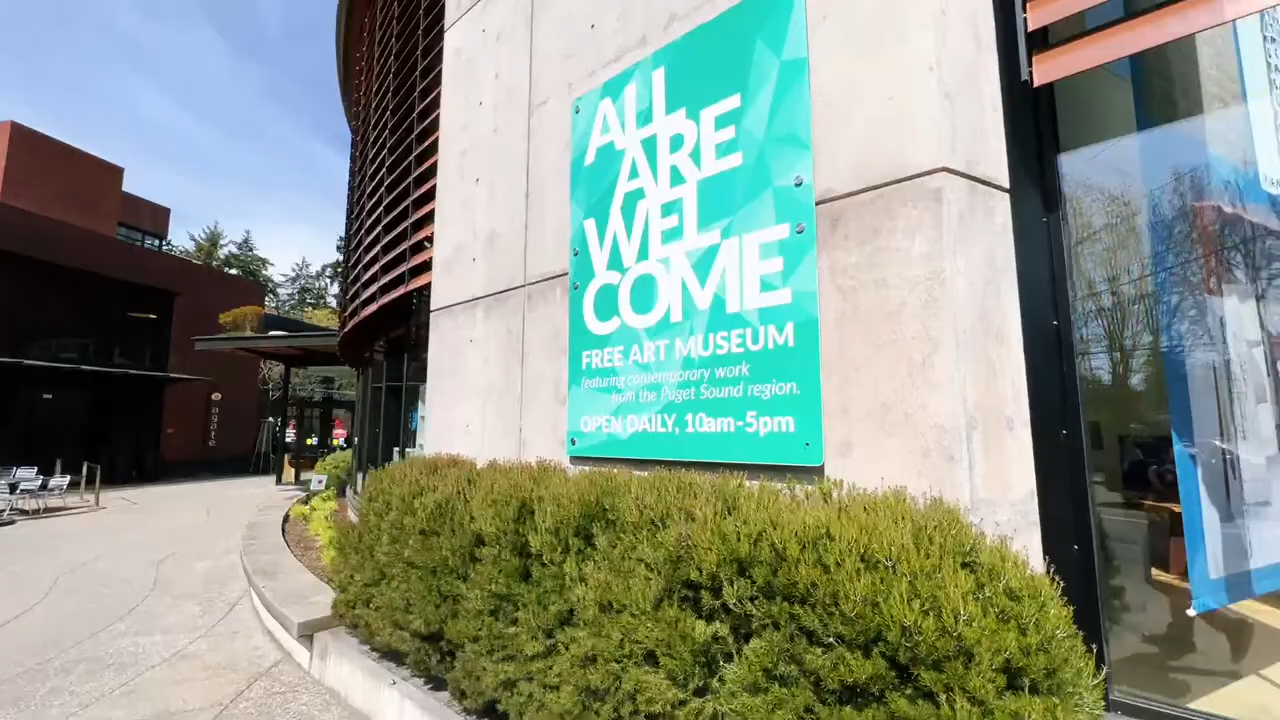 ALL
ARE
WEL
COME
FREE ART MUSEUM
featuring contemporary work
from the Puget Sound region.
OPEN DAILY, 10am-5pm
agate